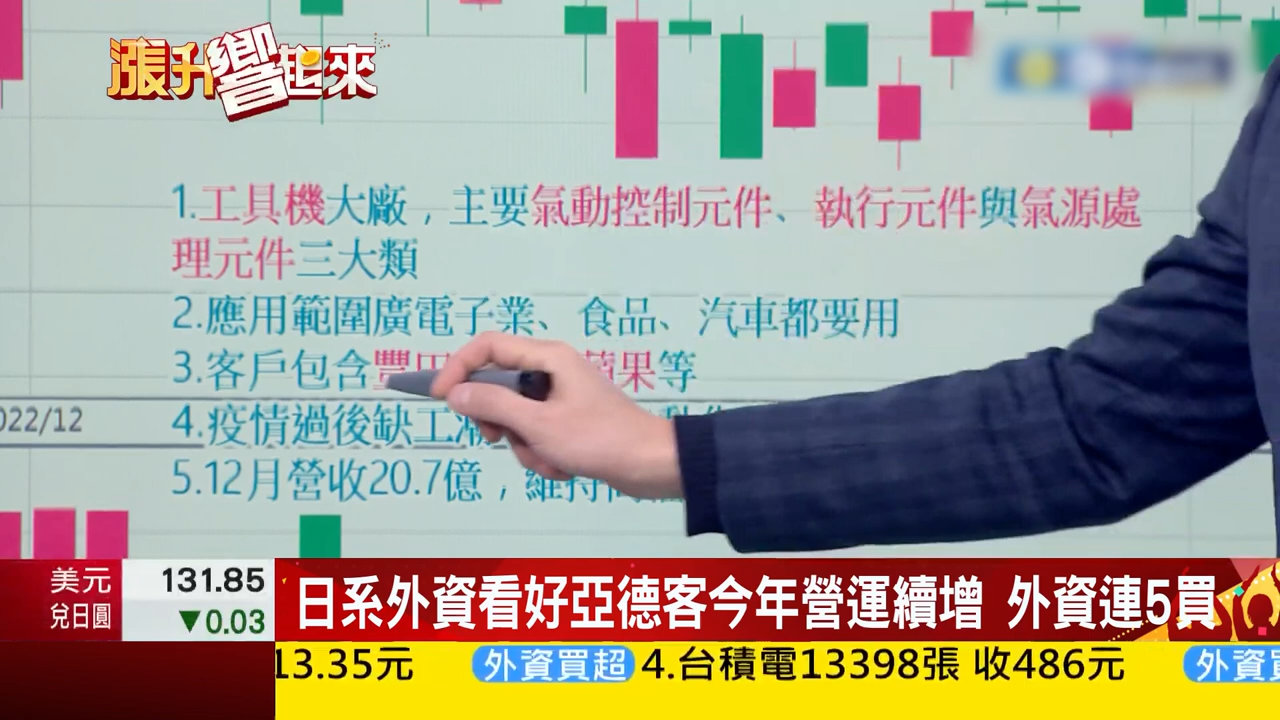 漲升響起來
1.工具機大廠，主要氣動控制元件、執行元件與氣源處
理元件三大類
2.應用範圍廣電子業、食品、汽車都要用
3.客戶包含豐 蘋果等
2022/12
4.疫情過後缺工漸
5.12月營收20.7億，維持高
美元
兌日圓
131.85
▼0.03
日系外資看好亞德客今年營運續增 外資連5買
13.35元 外資買超 4.台積電13398張 收486元 外資買